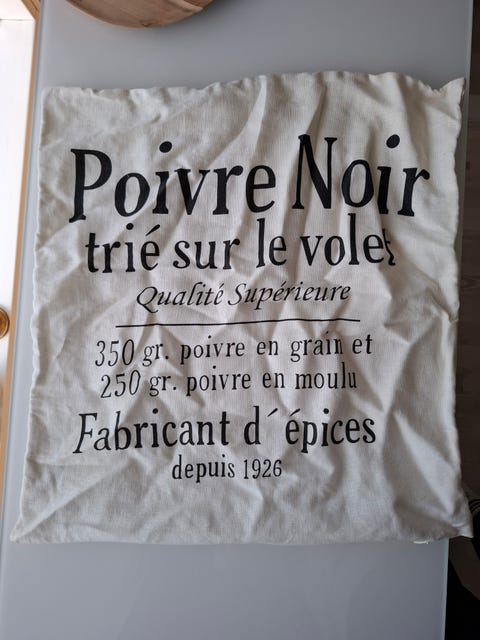 Poivre Noir
trié sur le volet
Qualité Supérieure
350 gr. poivre en grain et
250 gr. poivre en moulu
Fabricant d´épices
depuis 1926